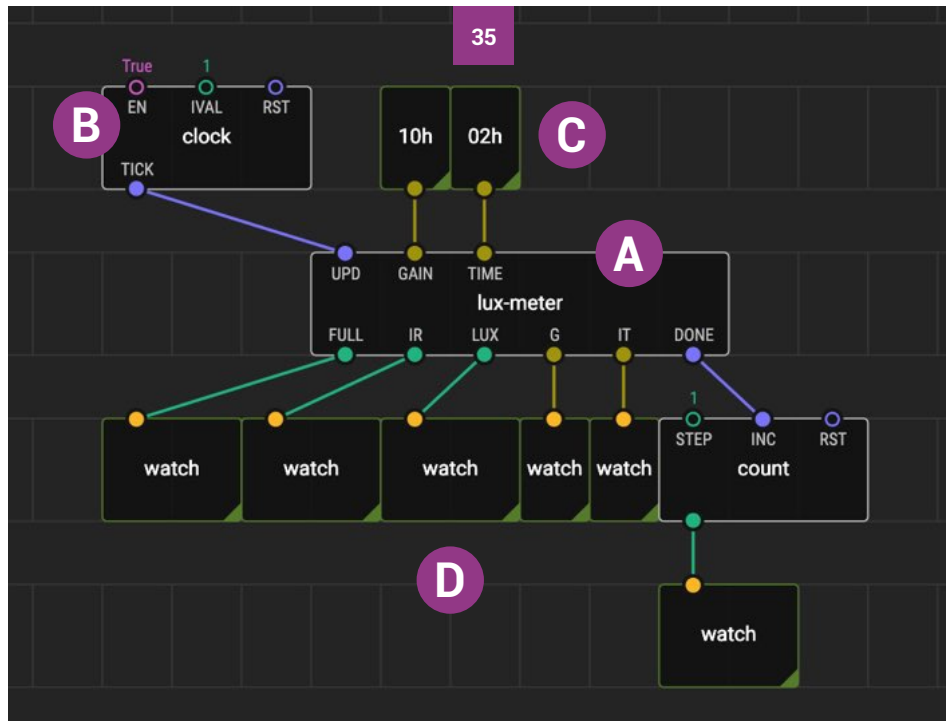 35
True 1
EN IVAL RST
B
clock
TICK
10h 02h
C
A
UPD GAIN TIME
lux-meter
FULL IR LUX G IT DONE
1
STEP INC RST
watch watch watch watch watch count
D
watch